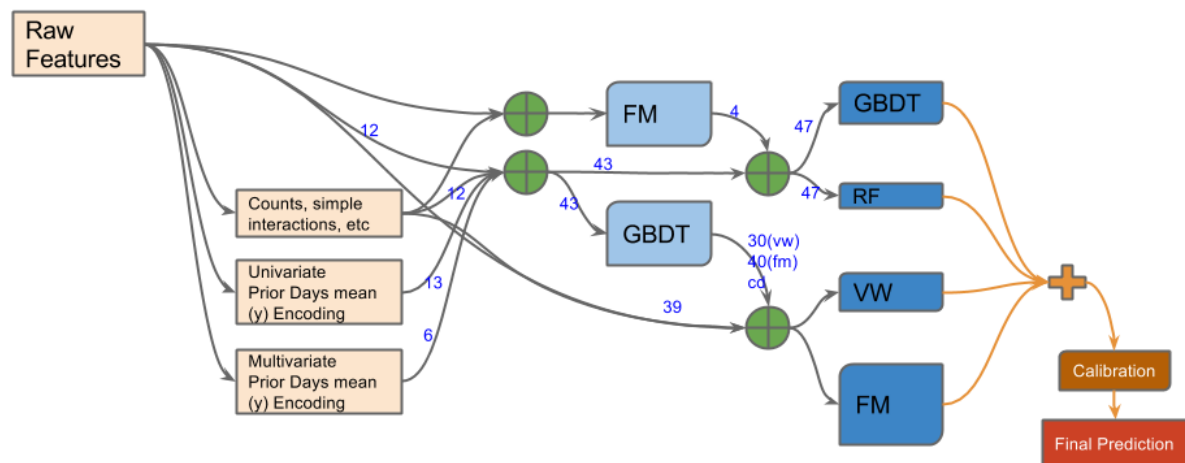 Raw
Features
FM
4
GBDT
47
12
43
47
RF
Counts, simple
interactions, etc
12
43
GBDT
30(vw)
40(fm)
cd
Univariate
Prior Days mean
(y) Encoding
13
39
VW
6
Multivariate
Prior Days mean
(y) Encoding
FM
Calibration
Final Prediction